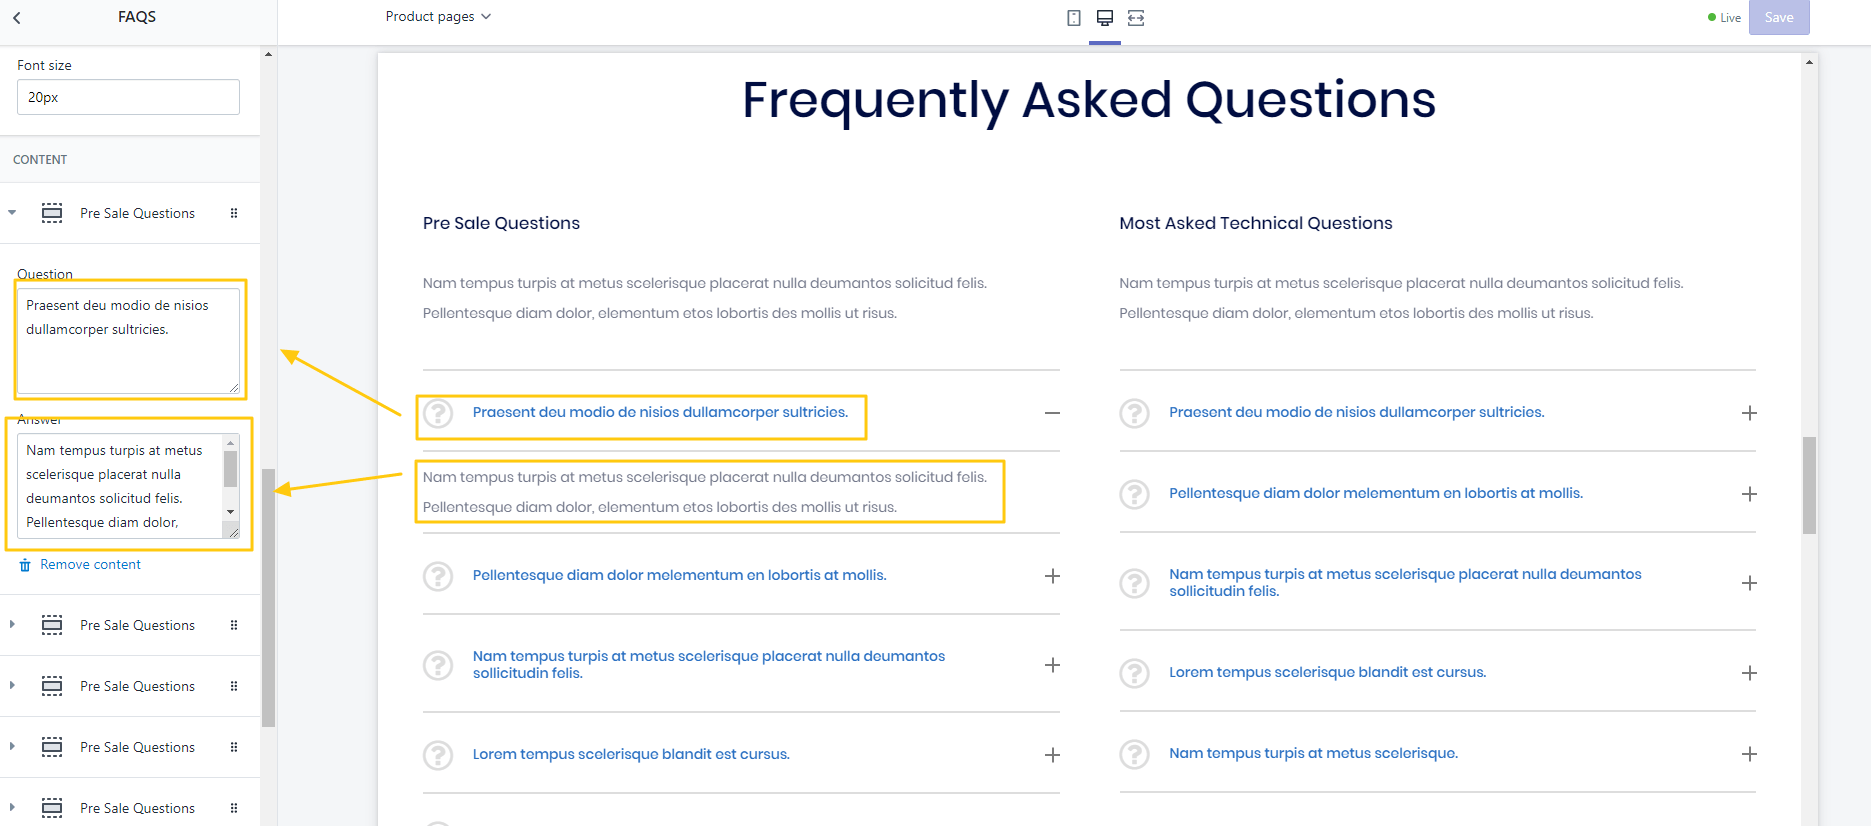 FAQS
Product pages
Live
Save
Font size
20px
CONTENT
Pre Sale Questions
Question
Praesent deu modio de nisios
dullamcorper sultricies.
Answer
Nam tempus turpis at metus
scelerisque placerat nulla
deumantos solicitud felis.
Pellentesque diam dolor,
Remove content
Pre Sale Questions
Pre Sale Questions
Pre Sale Questions
Pre Sale Questions
Frequently Asked Questions
Pre Sale Questions
Nam tempus turpis at metus scelerisque placerat nulla deumantos solicitud felis.
Pellentesque diam dolor, elementum etos lobortis des mollis ut risus.
Praesent deu modio de nisios dullamcorper sultricies.
Nam tempus turpis at metus scelerisque placerat nulla deumantos solicitud felis.
Pellentesque diam dolor, elementum etos lobortis des mollis ut risus.
Pellentesque diam dolor melementum en lobortis at mollis.
Nam tempus turpis at metus scelerisque placerat nulla deumantos
sollicitudin felis.
Lorem tempus scelerisque blandit est cursus.
Most Asked Technical Questions
Nam tempus turpis at metus scelerisque placerat nulla deumantos solicitud felis.
Pellentesque diam dolor, elementum etos lobortis des mollis ut risus.
Praesent deu modio de nisios dullamcorper sultricies.
Pellentesque diam dolor melementum en lobortis at mollis.
Nam tempus turpis at metus scelerisque placerat nulla deumantos
sollicitudin felis.
Lorem tempus scelerisque blandit est cursus.
Nam tempus turpis at metus scelerisque.